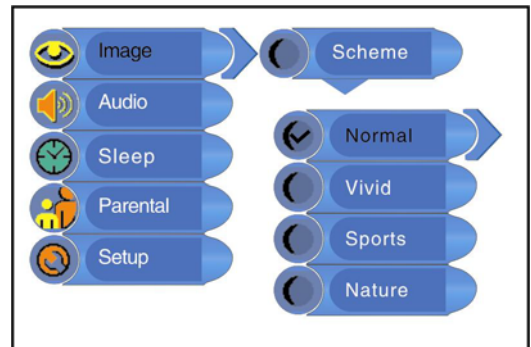 Image
Audio
Sleep
Parental
Setup
Scheme
Normal
Vivid
Sports
Nature